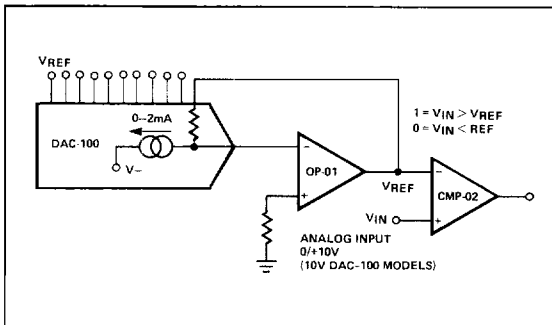 VREF
0–2mA
DAC-100
V–
–
OP-01
+
VREF
1 = VIN > VREF
0 = VIN < REF
–
CMP-02
VIN
+
ANALOG INPUT
0/+10V
(10V DAC-100 MODELS)